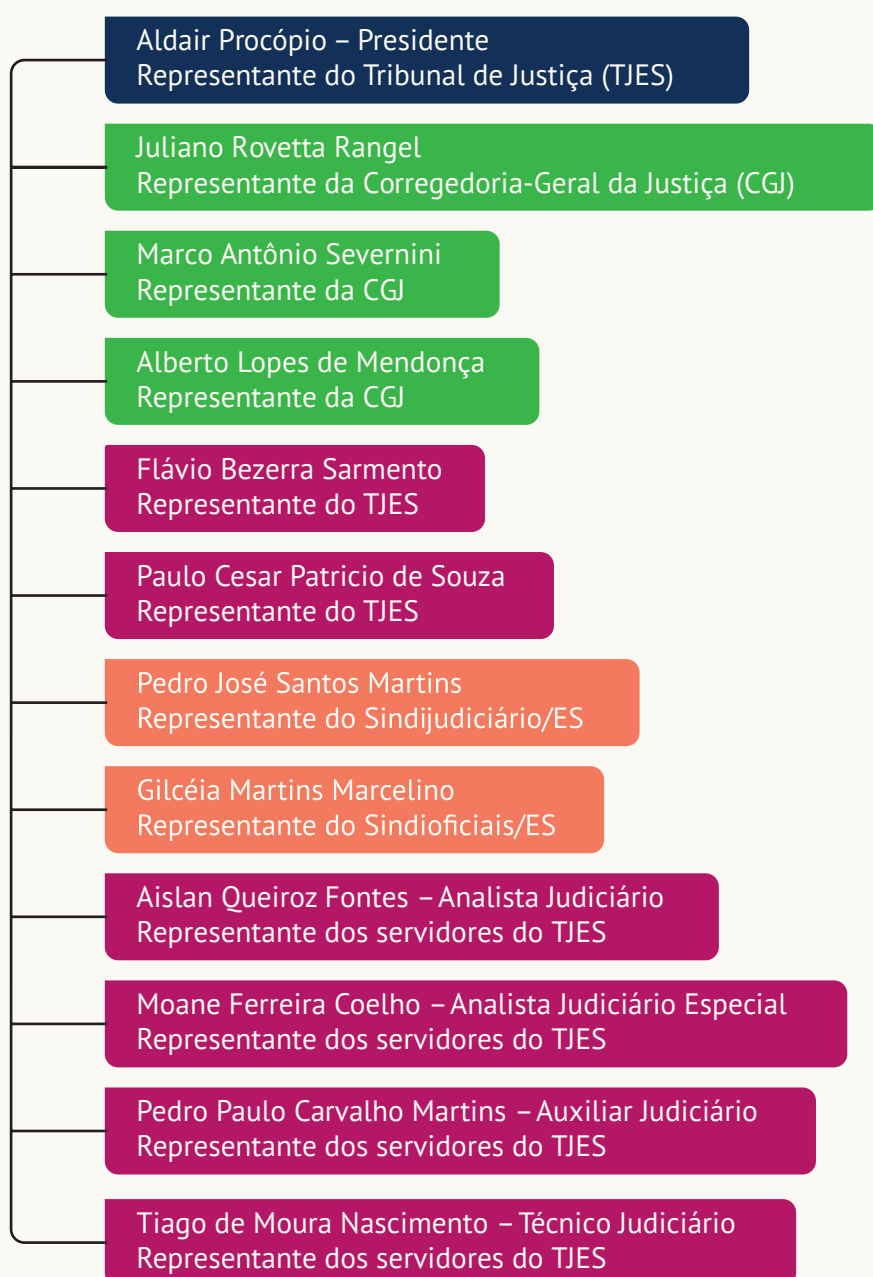 Aldair Procópio – Presidente
Representante do Tribunal de Justiça (TJES)
Juliano Rovetta Rangel
Representante da Corregedoria-Geral da Justiça (CGJ)
Marco Antônio Severnini
Representante da CGJ
Alberto Lopes de Mendonça
Representante da CGJ
Flávio Bezerra Sarmento
Representante do TJES
Paulo Cesar Patricio de Souza
Representante do TJES
Pedro José Santos Martins
Representante do Sindijudiciário/ES
Gilcéia Martins Marcelino
Representante do Sindioficiais/ES
Aislan Queiroz Fontes – Analista Judiciário
Representante dos servidores do TJES
Moane Ferreira Coelho – Analista Judiciário Especial
Representante dos servidores do TJES
Pedro Paulo Carvalho Martins – Auxiliar Judiciário
Representante dos servidores do TJES
Tiago de Moura Nascimento – Técnico Judiciário
Representante dos servidores do TJES